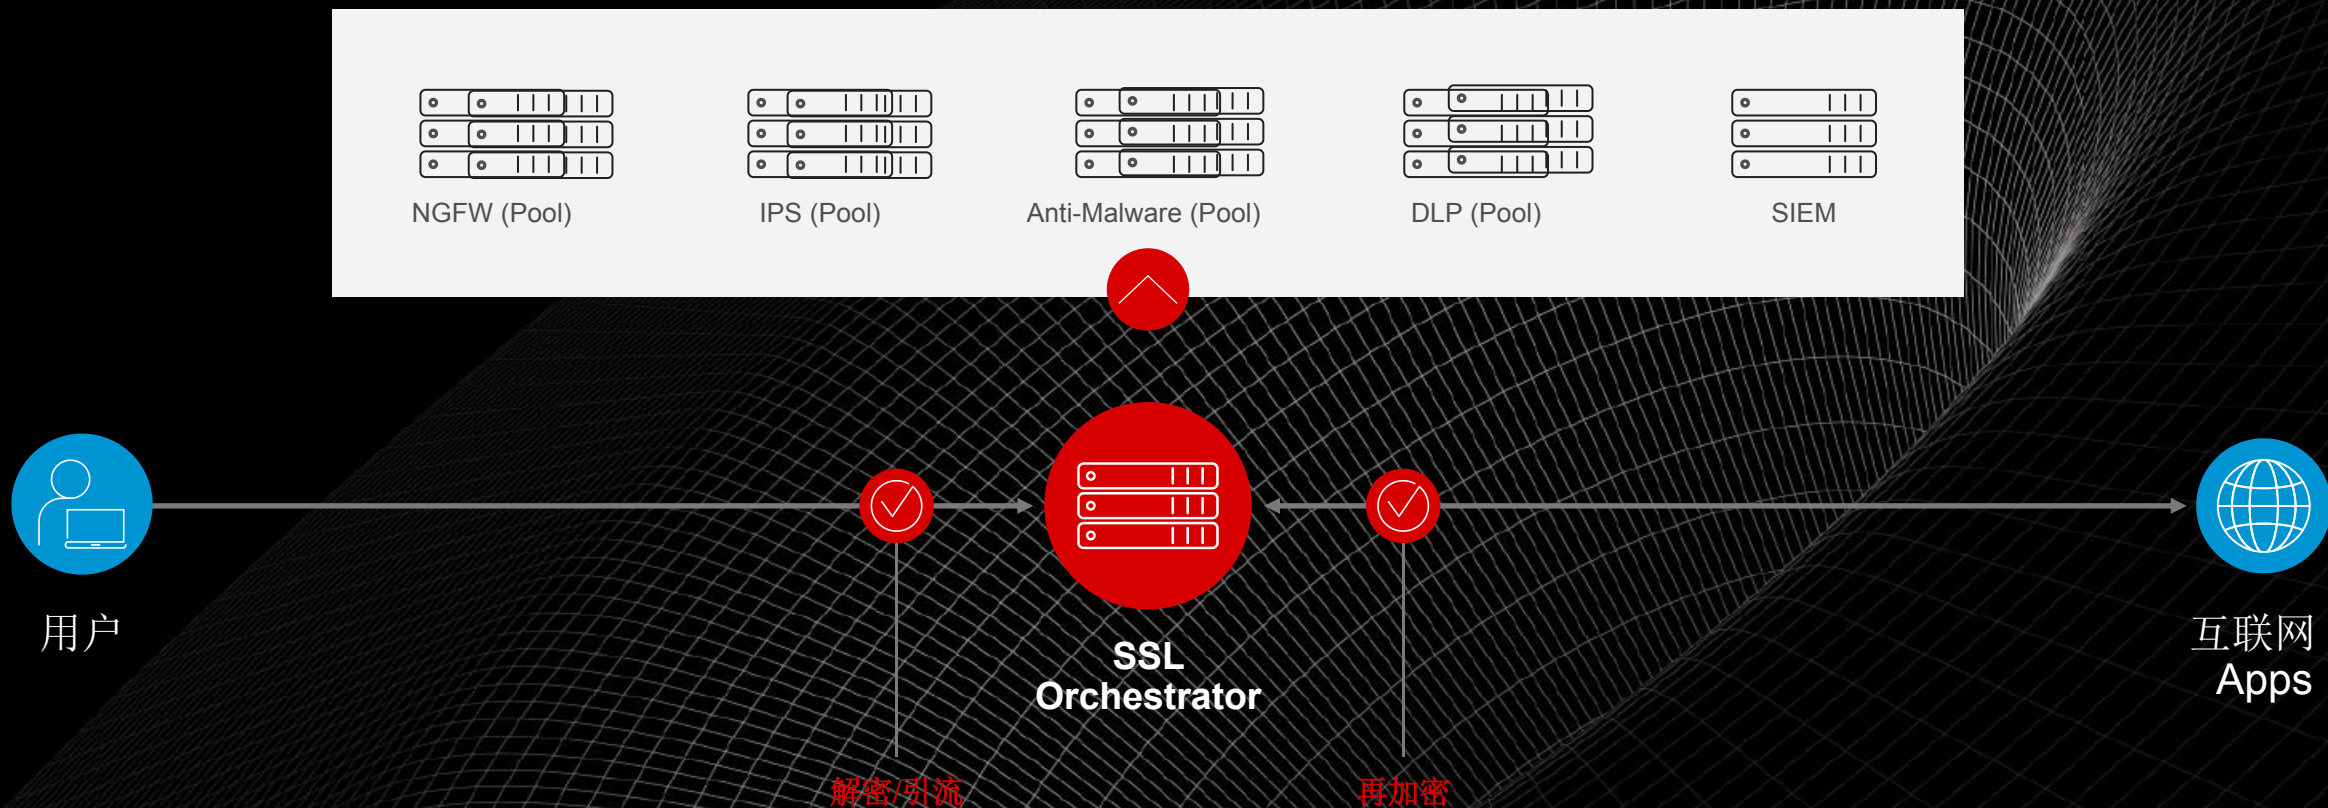 NGFW (Pool)
IPS (Pool)
Anti-Malware (Pool)
DLP (Pool)
SIEM
用户
SSL
Orchestrator
互联网
Apps
解密/引流
再加密